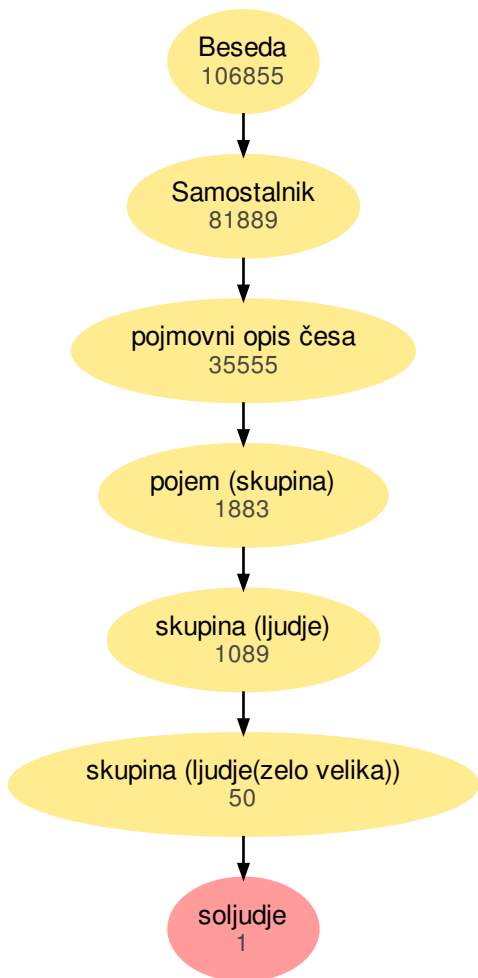 Beseda
106855
Samostalnik
81889
pojmovni opis česa
35555
pojem (skupina)
1883
skupina (ljudje)
1089
skupina (ljudje(zelo velika))
50
soljudje
1